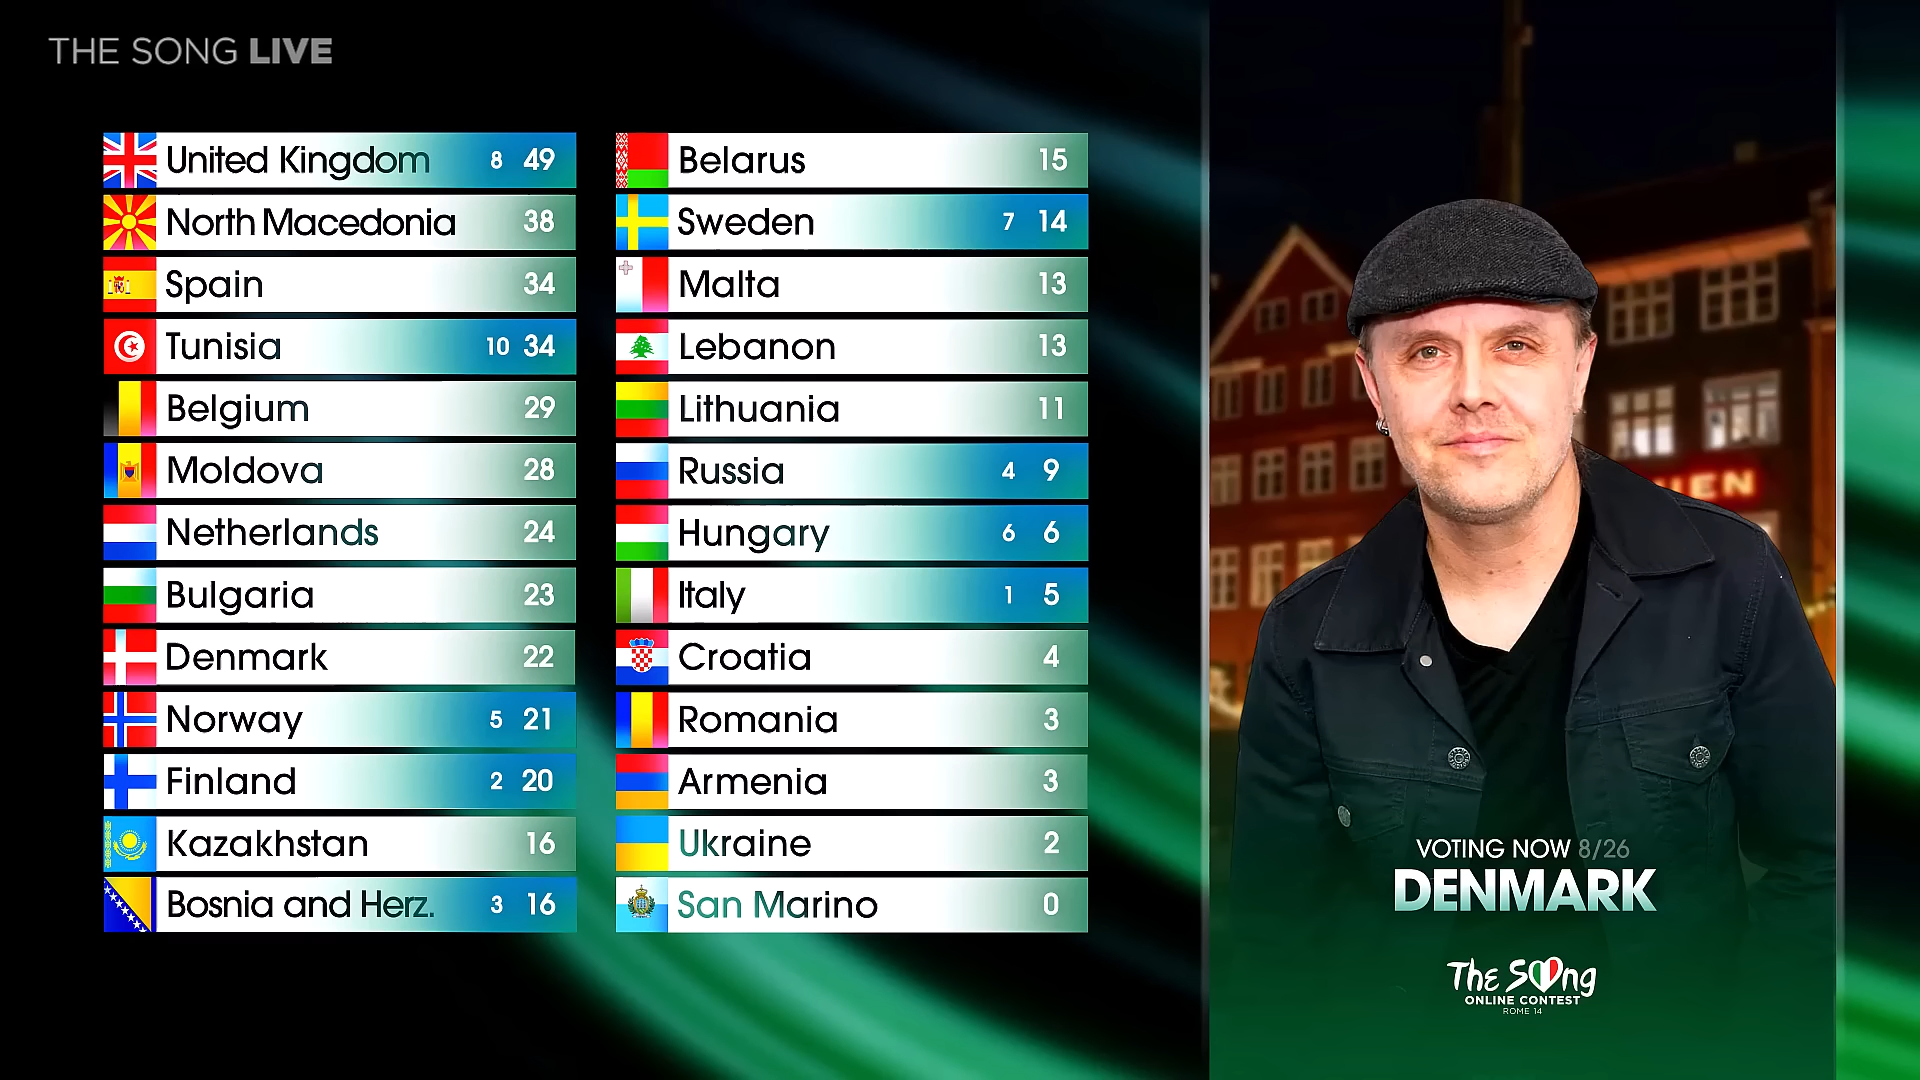 THE SONG LIVE
United Kingdom 8 49
North Macedonia 38
Spain 34
Tunisia 10 34
Belgium 29
Moldova 28
Netherlands 24
Bulgaria 23
Denmark 22
Norway 5 21
Finland 2 20
Kazakhstan 16
Bosnia and Herz. 3 16
Belarus 15
Sweden 7 14
Malta 13
Lebanon 13
Lithuania 11
Russia 4 9
Hungary 6 6
Italy 1 5
Croatia 4
Romania 3
Armenia 3
Ukraine 2
San Marino 0
VOTING NOW 8/26
DENMARK
The Song
ONLINE CONTEST
ROME 14